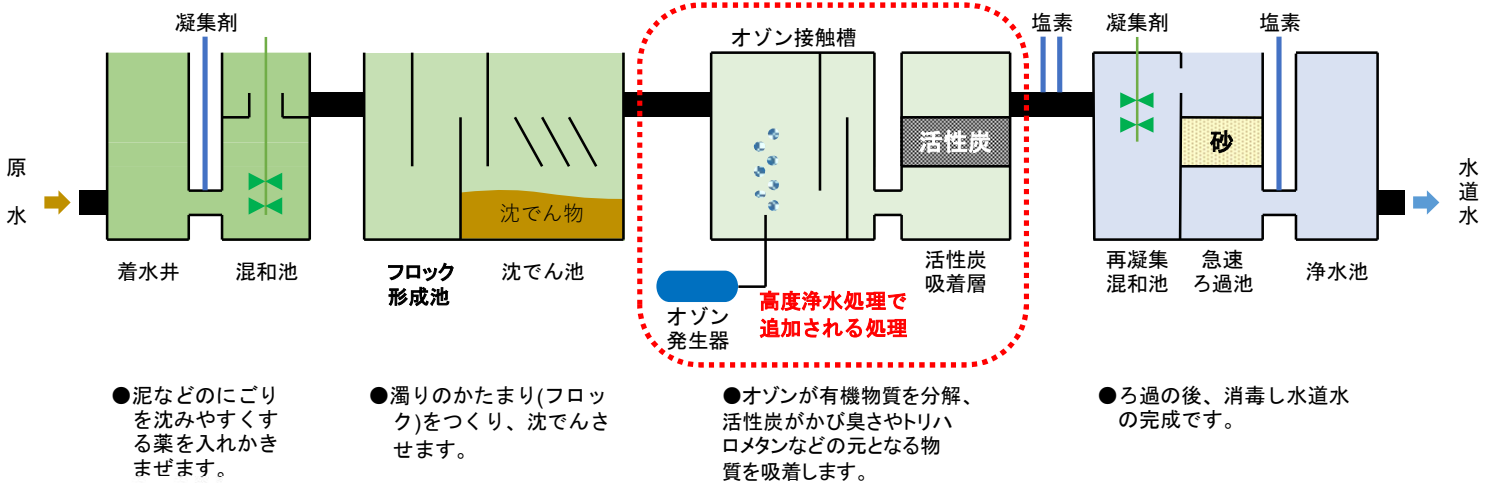 凝集剤
オゾン接触槽
塩素
凝集剤
塩素
活性炭
砂
原
水
水
道
水
沈でん物
着水井
混和池
フロック
形成池
沈でん池
活性炭
吸着層
再凝集
混和池
急速
ろ過池
浄水池
オゾン
発生器
高度浄水処理で
追加される処理
●泥などのにごり
を沈みやすくす
る薬を入れかき
まぜます。
●濁りのかたまり(フロッ
ク)をつくり、沈でんさ
せます。
●オゾンが有機物質を分解、
活性炭がかび臭さやトリハ
ロメタンなどの元となる物
質を吸着します。
●ろ過の後、消毒し水道水
の完成です。